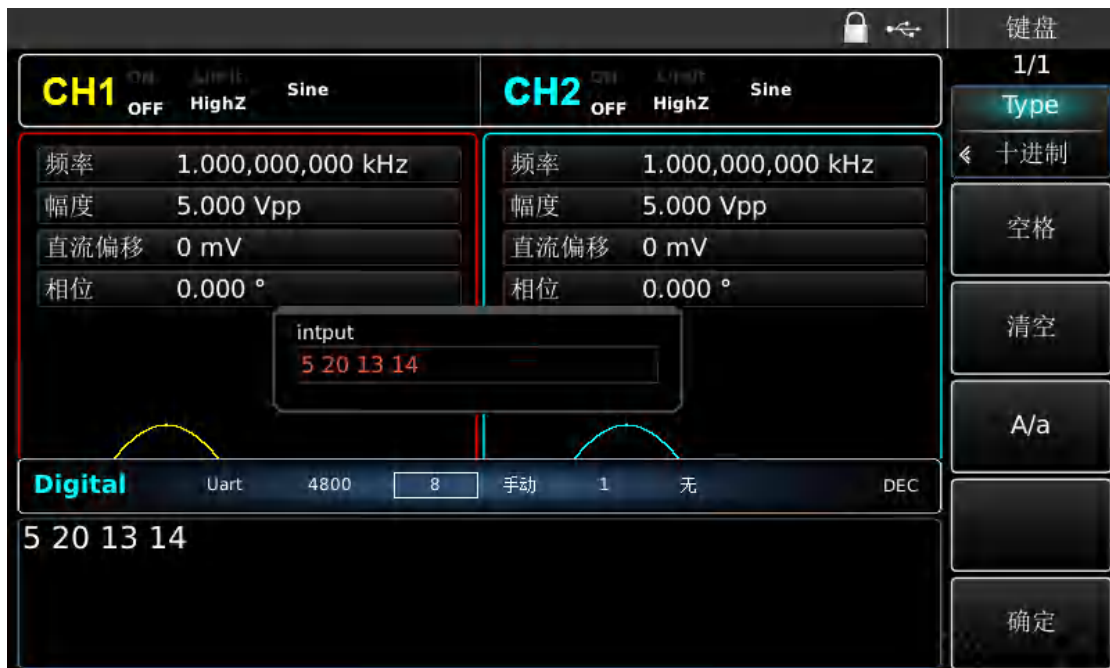 键盘
1/1
CH1 ON OFF Limit HighZ Sine
CH2 ON OFF Limit HighZ Sine
Type
十进制
频率 1.000,000,000 kHz
幅度 5.000 Vpp
直流偏移 0 mV
相位 0.000 °
频率 1.000,000,000 kHz
幅度 5.000 Vpp
直流偏移 0 mV
相位 0.000 °
空格
清空
A/a
确定
intput
5 20 13 14
Digital Uart 4800 8 手动 1 无 DEC
5 20 13 14